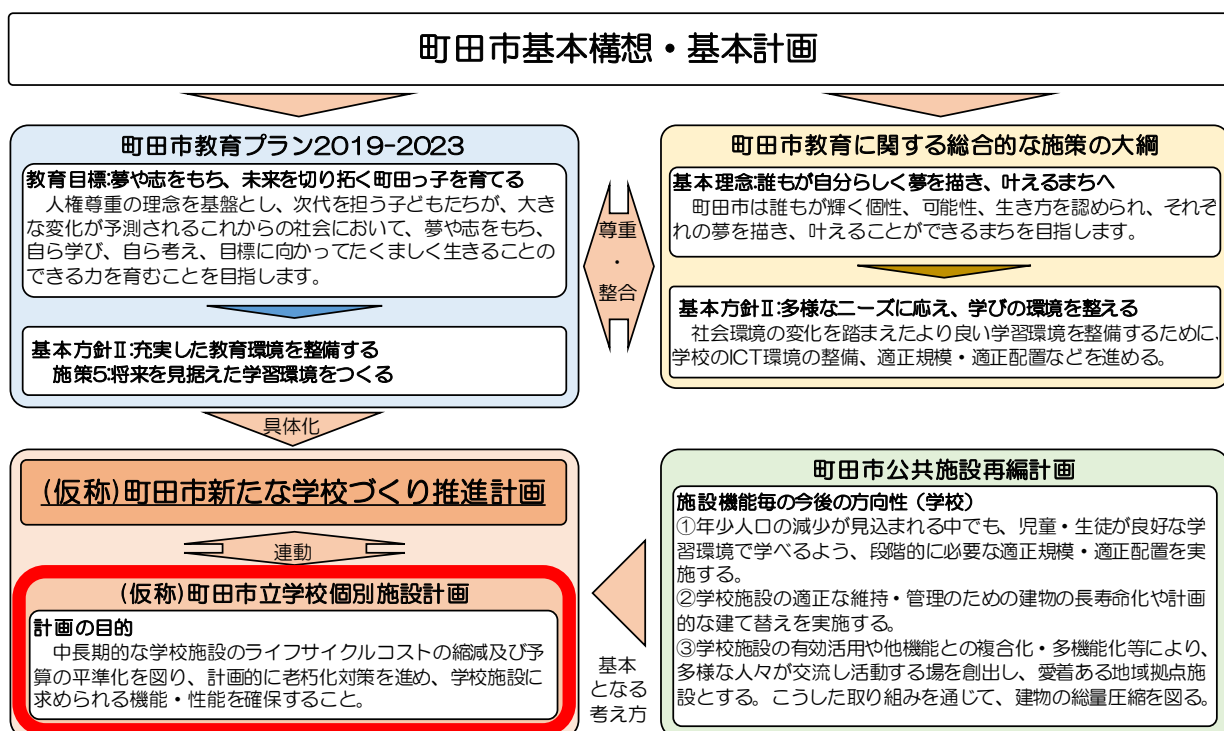 町田市基本構想・基本計画
町田市教育プラン2019-2023
教育目標:夢や志をもち、未来を切り拓く町田っ子を育てる
人権尊重の理念を基盤とし、次代を担う子どもたちが、大き
な変化が予測されるこれからの社会において、夢や志をもち、
自ら学び、自ら考え、目標に向かってたくましく生きることの
できる力を育むことを目指します。
基本方針Ⅱ:充実した教育環境を整備する
施策5:将来を見据えた学習環境をつくる
尊重
・
整合
町田市教育に関する総合的な施策の大綱
基本理念:誰もが自分らしく夢を描き、叶えるまちへ
町田市は誰もが輝く個性、可能性、生き方を認められ、それぞ
れの夢を描き、叶えることができるまちを目指します。
基本方針Ⅱ:多様なニーズに応え、学びの環境を整える
社会環境の変化を踏まえたより良い学習環境を整備するために、
学校のICT環境の整備、適正規模・適正配置などを進める。
具体化
(仮称)町田市新たな学校づくり推進計画
連動
(仮称)町田市立学校個別施設計画
計画の目的
中長期的な学校施設のライフサイクルコストの縮減及び予
算の平準化を図り、計画的に老朽化対策を進め、学校施設に
求められる機能・性能を確保すること。
基本
となる
考え方
町田市公共施設再編計画
施設機能毎の今後の方向性(学校)
①年少人口の減少が見込まれる中でも、児童・生徒が良好な学
習環境で学べるよう、段階的に必要な適正規模・適正配置を実
施する。
②学校施設の適正な維持・管理のための建物の長寿命化や計画
的な建て替えを実施する。
③学校施設の有効活用や他機能との複合化・多機能化等により、
多様な人々が交流し活動する場を創出し、愛着ある地域拠点施
設とする。こうした取り組みを通じて、建物の総量圧縮を図る。